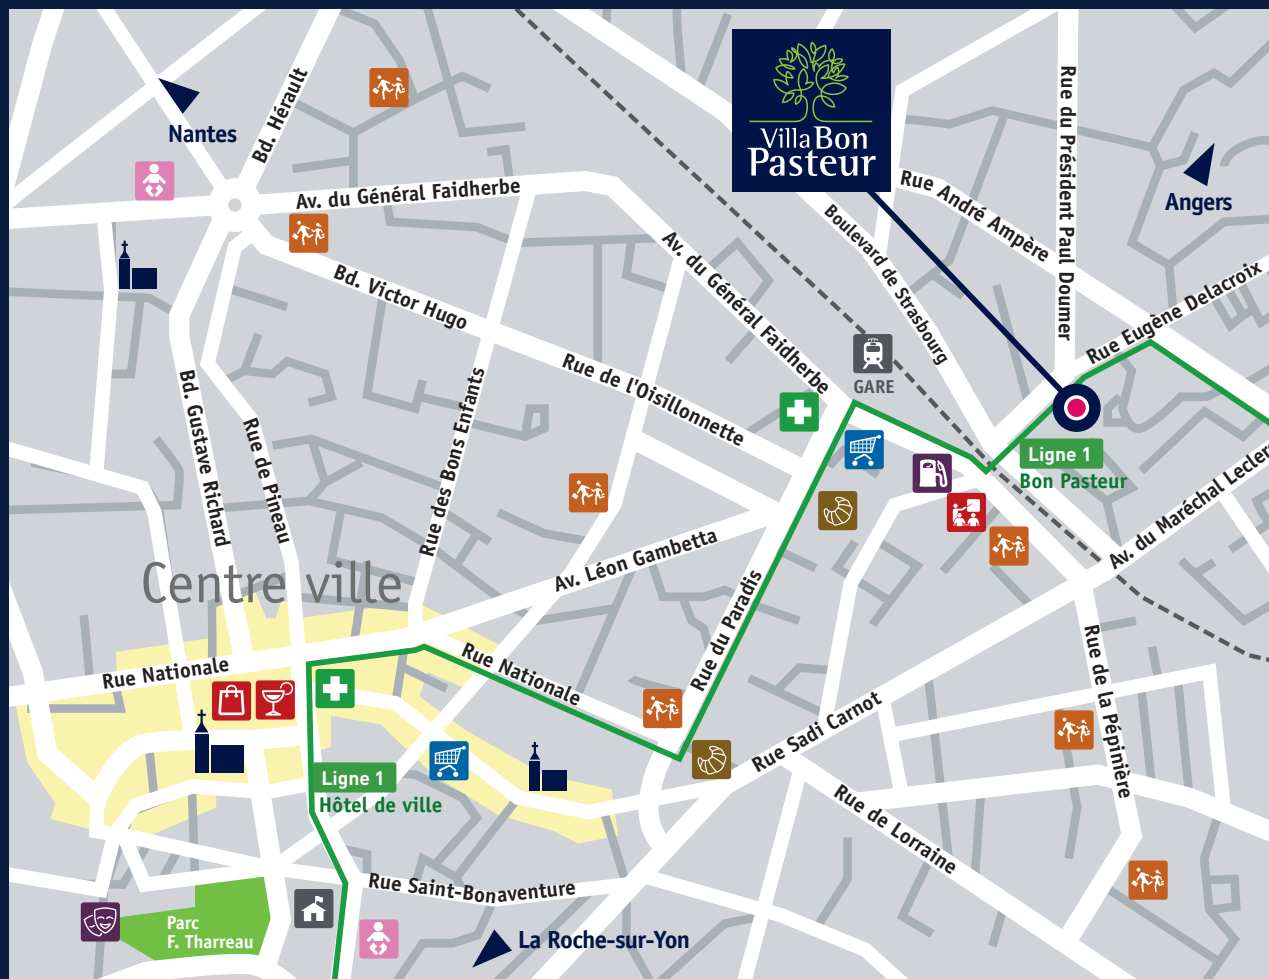 Villa Bon
Pasteur
Nantes
Bd. Hérault
Av. du Général Faidherbe
Rue du Président Paul Doumer
Angers
Rue André Ampère
Boulevard de Strasbourg
Av. du Général Faidherbe
Bd. Victor Hugo
Rue Eugène Delacroix
Rue de l'Oisillonnette
GARE
Bd. Gustave Richard
Rue de Pineau
Rue des Bons Enfants
Ligne 1
Bon Pasteur
Av. du Maréchal Leclerc
Centre ville
Av. Léon Gambetta
Rue du Paradis
Rue Nationale
Rue Nationale
Rue de la Pépinière
Rue Sadi Carnot
Ligne 1
Hôtel de ville
Rue de Lorraine
Rue Saint-Bonaventure
Parc
F. Tharreau
La Roche-sur-Yon